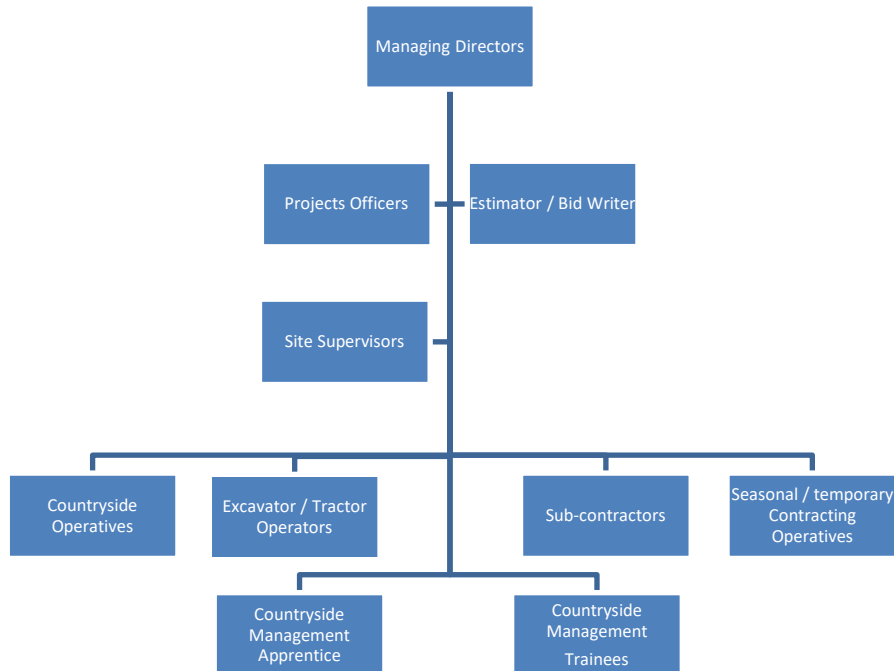 Managing Directors
Projects Officers
Estimator / Bid Writer
Site Supervisors
Countryside
Operatives
Excavator / Tractor
Operators
Sub-contractors
Seasonal / temporary
Contracting
Operatives
Countryside
Management
Apprentice
Countryside
Management
Trainees